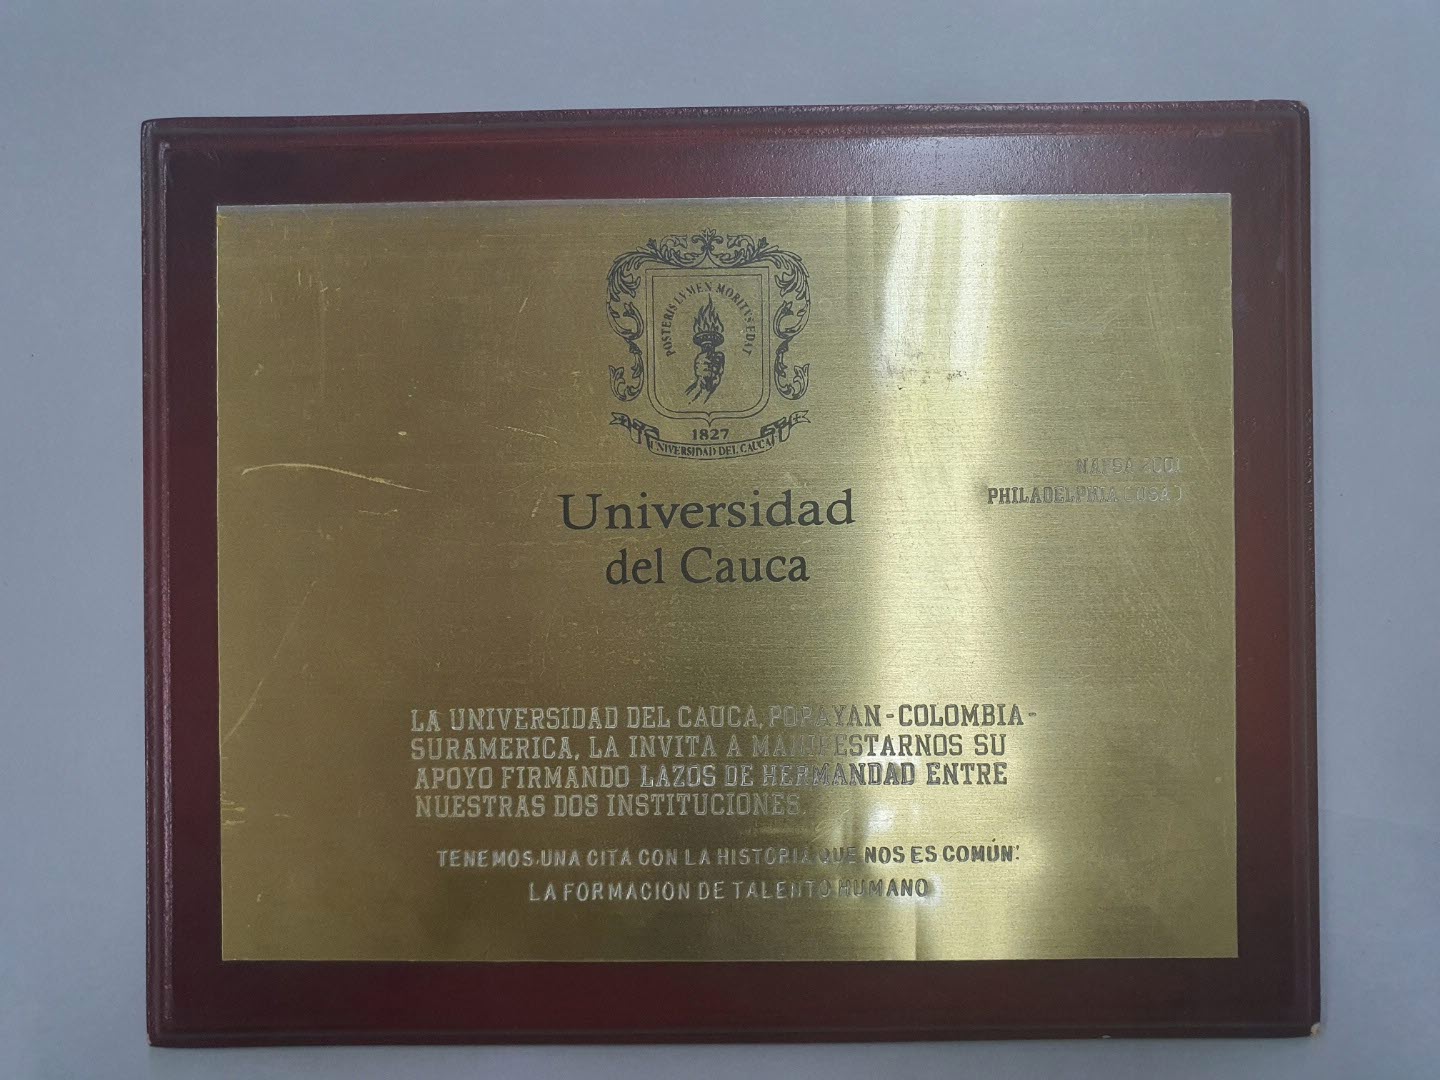 POSTERIS LVMEN MORITVRVS EDAT
1827
UNIVERSIDAD DEL CAUCA
Universidad
del Cauca
NAFSA 2001
PHILADELPHIA ( USA )
LA UNIVERSIDAD DEL CAUCA, POPAYAN - COLOMBIA -
SURAMERICA, LA INVITA A MANIFESTARNOS SU
APOYO FIRMANDO LAZOS DE HERMANDAD ENTRE
NUESTRAS DOS INSTITUCIONES.
TENEMOS UNA CITA CON LA HISTORIA QUE NOS ES COMÚN:
LA FORMACION DE TALENTO HUMANO